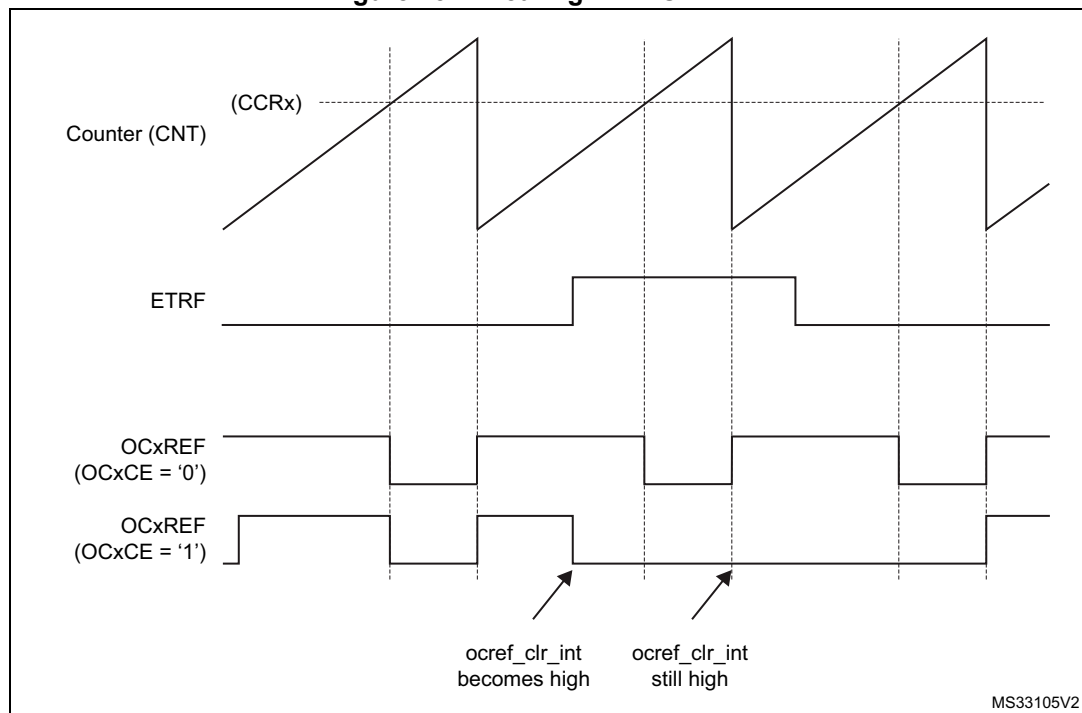 (CCRx)
Counter (CNT)
ETRF
OCxREF
(OCxCE = ‘0’)
OCxREF
(OCxCE = ‘1’)
ocref_clr_int
becomes high
ocref_clr_int
still high
MS33105V2